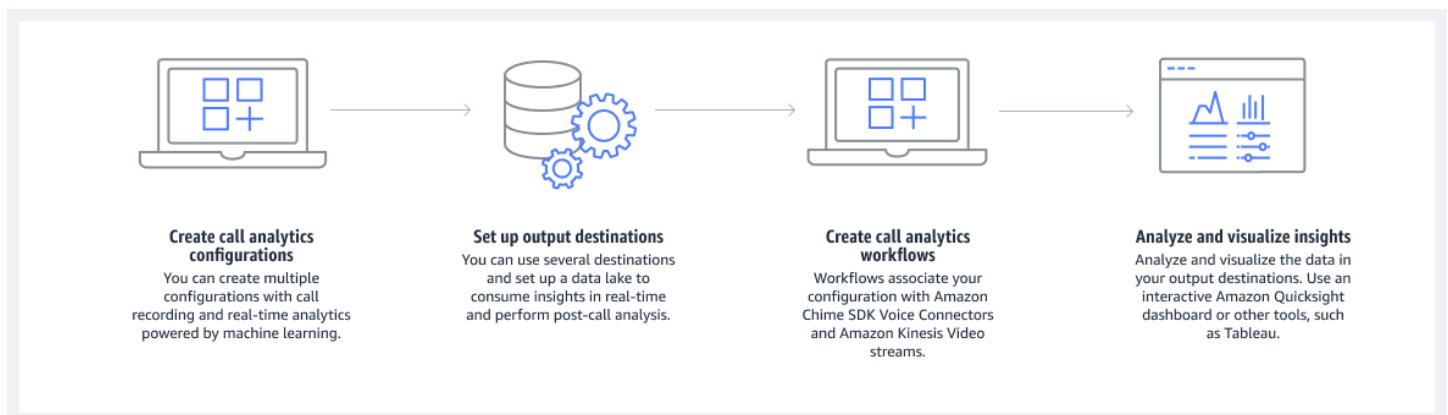 Create call analytics
configurations
You can create multiple
configurations with call
recording and real-time analytics
powered by machine learning.
Set up output destinations
You can use several destinations
and set up a data lake to
consume insights in real-time
and perform post-call analysis.
Create call analytics
workflows
Workflows associate your
configuration with Amazon
Chime SDK Voice Connectors
and Amazon Kinesis Video
streams.
Analyze and visualize insights
Analyze and visualize the data in
your output destinations. Use an
interactive Amazon Quicksight
dashboard or other tools, such
as Tableau.